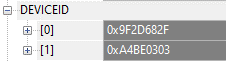 DEVICEID
[0] 0x9F2D682F
[1] 0xA4BE0303